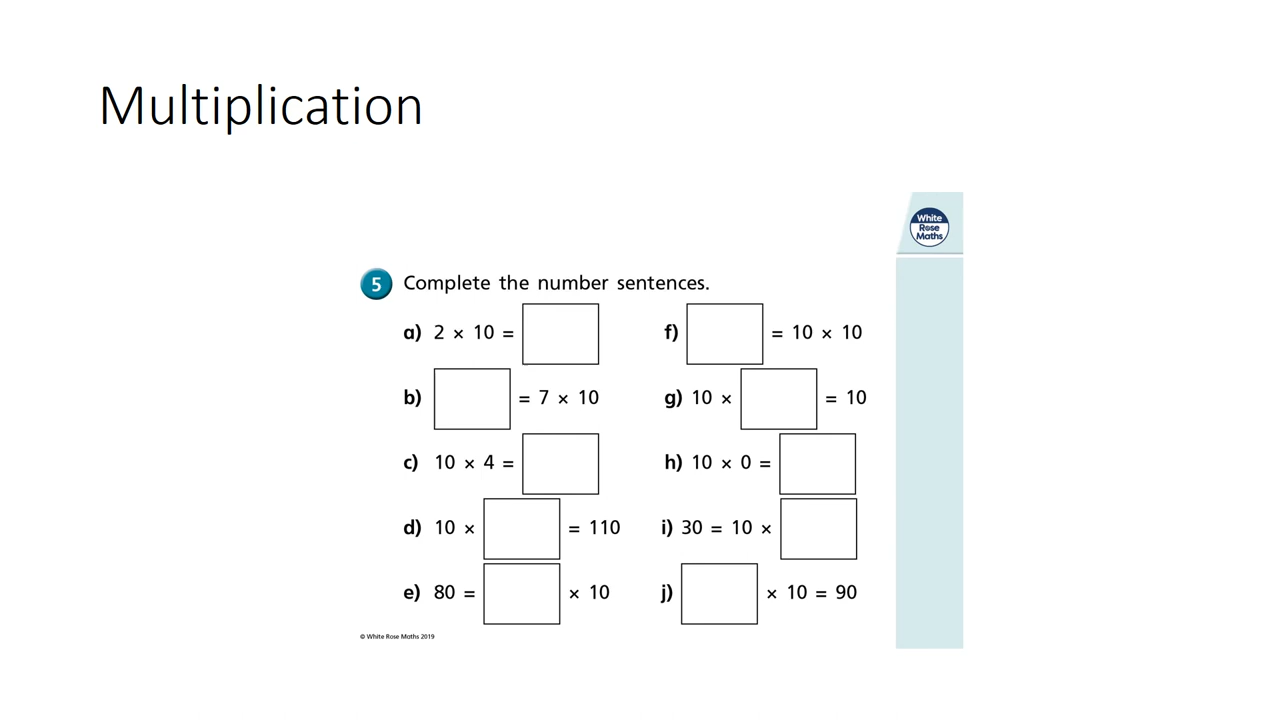 Multiplication
White
Rose
Maths
5 Complete the number sentences.
a) 2 × 10 =
b) = 7 × 10
c) 10 × 4 =
d) 10 × = 110
e) 80 = × 10
f) = 10 × 10
g) 10 × = 10
h) 10 × 0 =
i) 30 = 10 ×
j) × 10 = 90
© White Rose Maths 2019